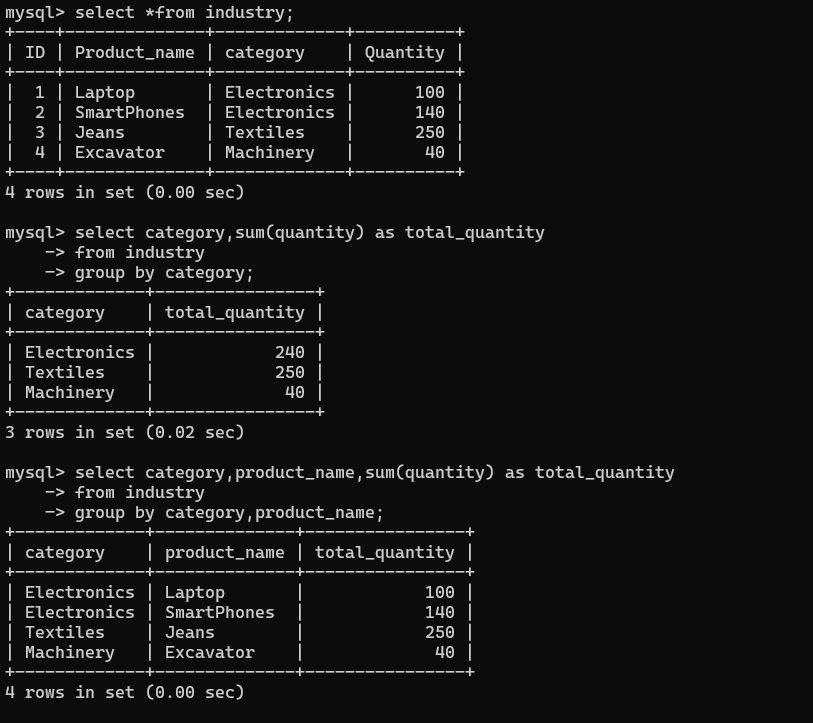 mysql> select *from industry;
+----+--------------+-------------+----------+
| ID | Product_name | category    | Quantity |
+----+--------------+-------------+----------+
|  1 | Laptop       | Electronics |      100 |
|  2 | SmartPhones  | Electronics |      140 |
|  3 | Jeans        | Textiles    |      250 |
|  4 | Excavator    | Machinery   |       40 |
+----+--------------+-------------+----------+
4 rows in set (0.00 sec)

mysql> select category,sum(quantity) as total_quantity
    -> from industry
    -> group by category;
+-------------+----------------+
| category    | total_quantity |
+-------------+----------------+
| Electronics |            240 |
| Textiles    |            250 |
| Machinery   |             40 |
+-------------+----------------+
3 rows in set (0.02 sec)

mysql> select category,product_name,sum(quantity) as total_quantity
    -> from industry
    -> group by category,product_name;
+-------------+--------------+----------------+
| category    | product_name | total_quantity |
+-------------+--------------+----------------+
| Electronics | Laptop       |            100 |
| Electronics | SmartPhones  |            140 |
| Textiles    | Jeans        |            250 |
| Machinery   | Excavator    |             40 |
+-------------+--------------+----------------+
4 rows in set (0.00 sec)